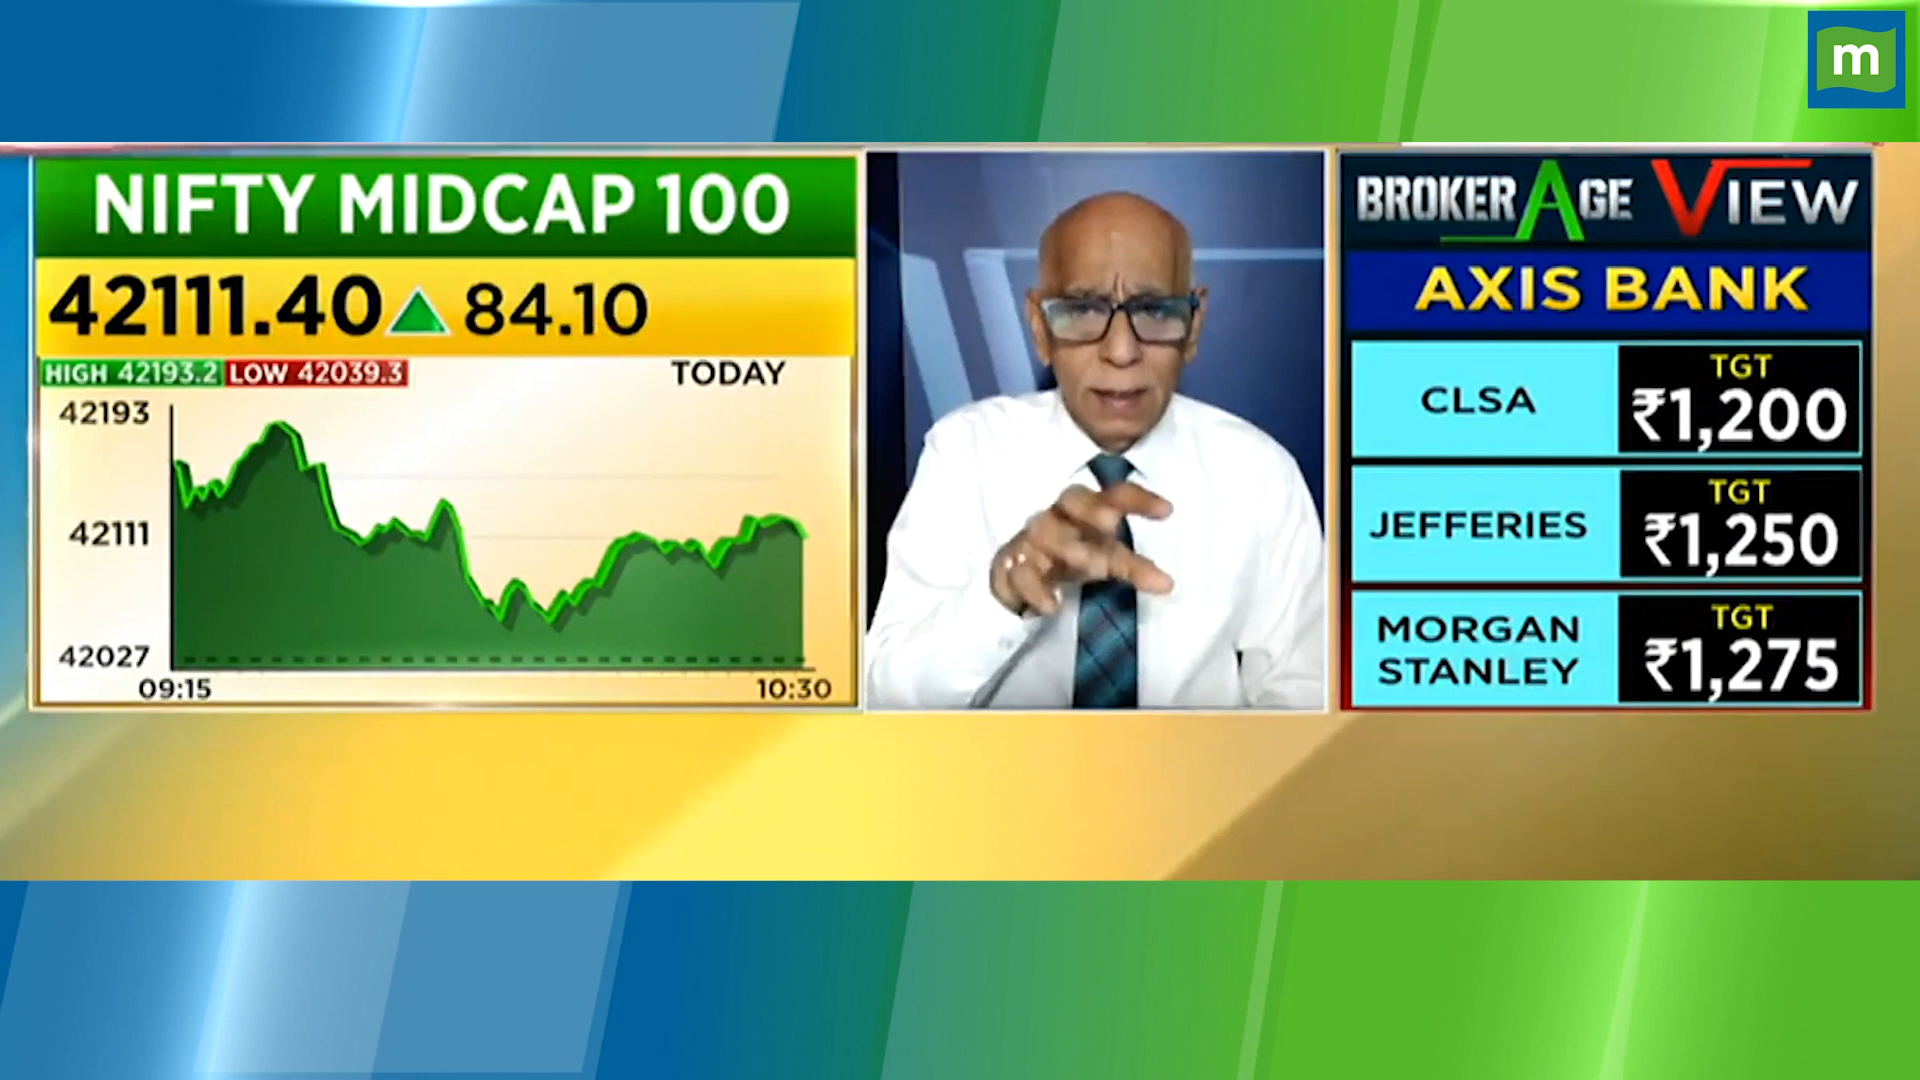 m
NIFTY MIDCAP 100
42111.40 ▲ 84.10
HIGH 42193.2 LOW 42039.3
TODAY
42193
42111
42027
09:15
10:30
BROKERAGE VIEW
AXIS BANK
CLSA
TGT
₹1,200
JEFFERIES
TGT
₹1,250
MORGAN
STANLEY
TGT
₹1,275